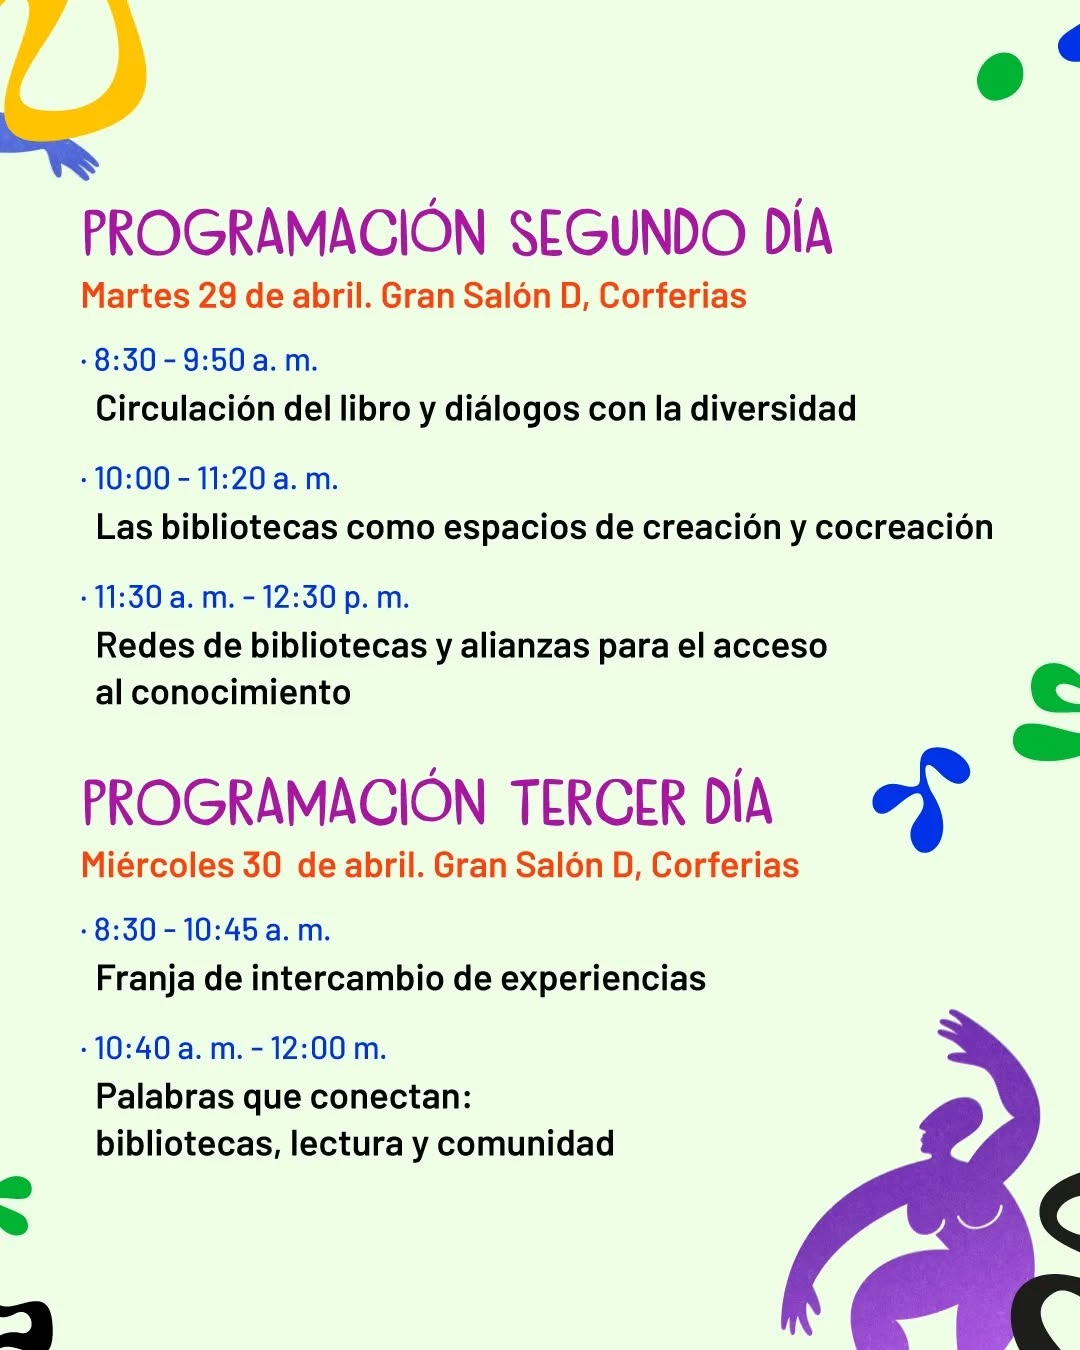 PROGRAMACIÓN SEGUNDO DÍA
Martes 29 de abril. Gran Salón D, Corferias
· 8:30 - 9:50 a. m.
Circulación del libro y diálogos con la diversidad
· 10:00 - 11:20 a. m.
Las bibliotecas como espacios de creación y cocreación
· 11:30 a. m. - 12:30 p. m.
Redes de bibliotecas y alianzas para el acceso
al conocimiento
PROGRAMACIÓN TERCER DÍA
Miércoles 30  de abril. Gran Salón D, Corferias
· 8:30 - 10:45 a. m.
Franja de intercambio de experiencias
· 10:40 a. m. - 12:00 m.
Palabras que conectan:
bibliotecas, lectura y comunidad